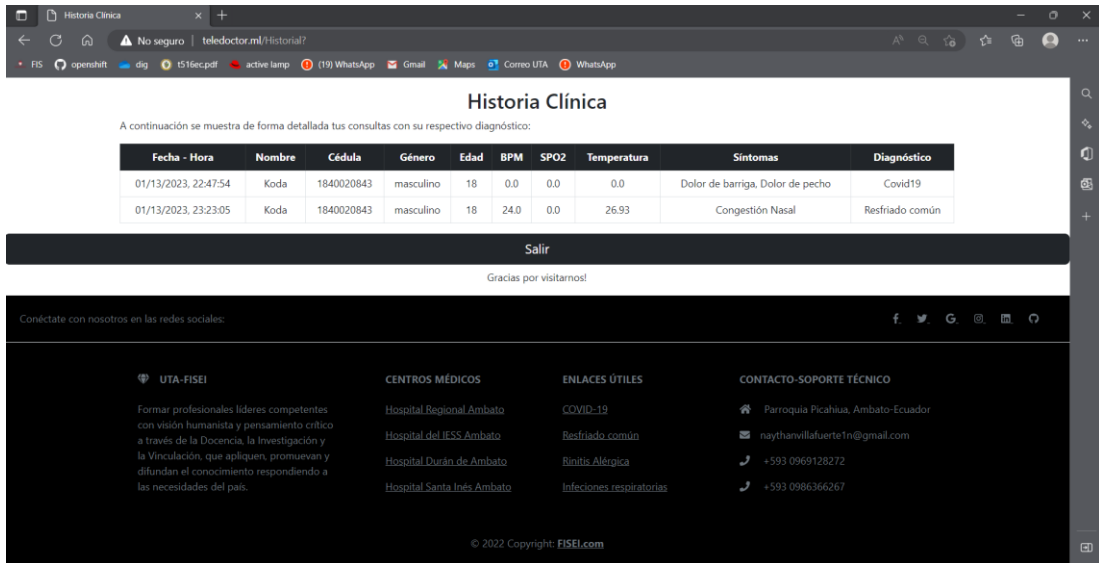 Historia Clínica
No seguro | teledoctor.ml/Historial?
FIS openshift dig t516ec.pdf active lamp (19) WhatsApp Gmail Maps Correo UTA WhatsApp
Historia Clínica
A continuación se muestra de forma detallada tus consultas con su respectivo diagnóstico:
Fecha - Hora Nombre Cédula Género Edad BPM SPO2 Temperatura Síntomas Diagnóstico
01/13/2023, 22:47:54 Koda 1840020843 masculino 18 0.0 0.0 0.0 Dolor de barriga, Dolor de pecho Covid19
01/13/2023, 23:23:05 Koda 1840020843 masculino 18 24.0 0.0 26.93 Congestión Nasal Resfriado común
Salir
Gracias por visitarnos!
Conéctate con nosotros en las redes sociales:
UTA-FISEI
Formar profesionales líderes competentes
con visión humanista y pensamiento crítico
a través de la Docencia, la Investigación y
la Vinculación, que apliquen, promuevan y
difundan el conocimiento respondiendo a
las necesidades del país.
CENTROS MÉDICOS
Hospital Regional Ambato
Hospital del IESS Ambato
Hospital Durán de Ambato
Hospital Santa Inés Ambato
ENLACES ÚTILES
COVID-19
Resfriado común
Rinitis Alérgica
Infeciones respiratorias
CONTACTO-SOPORTE TÉCNICO
Parroquia Picahiua, Ambato-Ecuador
naythanvillafuerte1n@gmail.com
+593 0969128272
+593 0986366267
© 2022 Copyright: FISEI.com